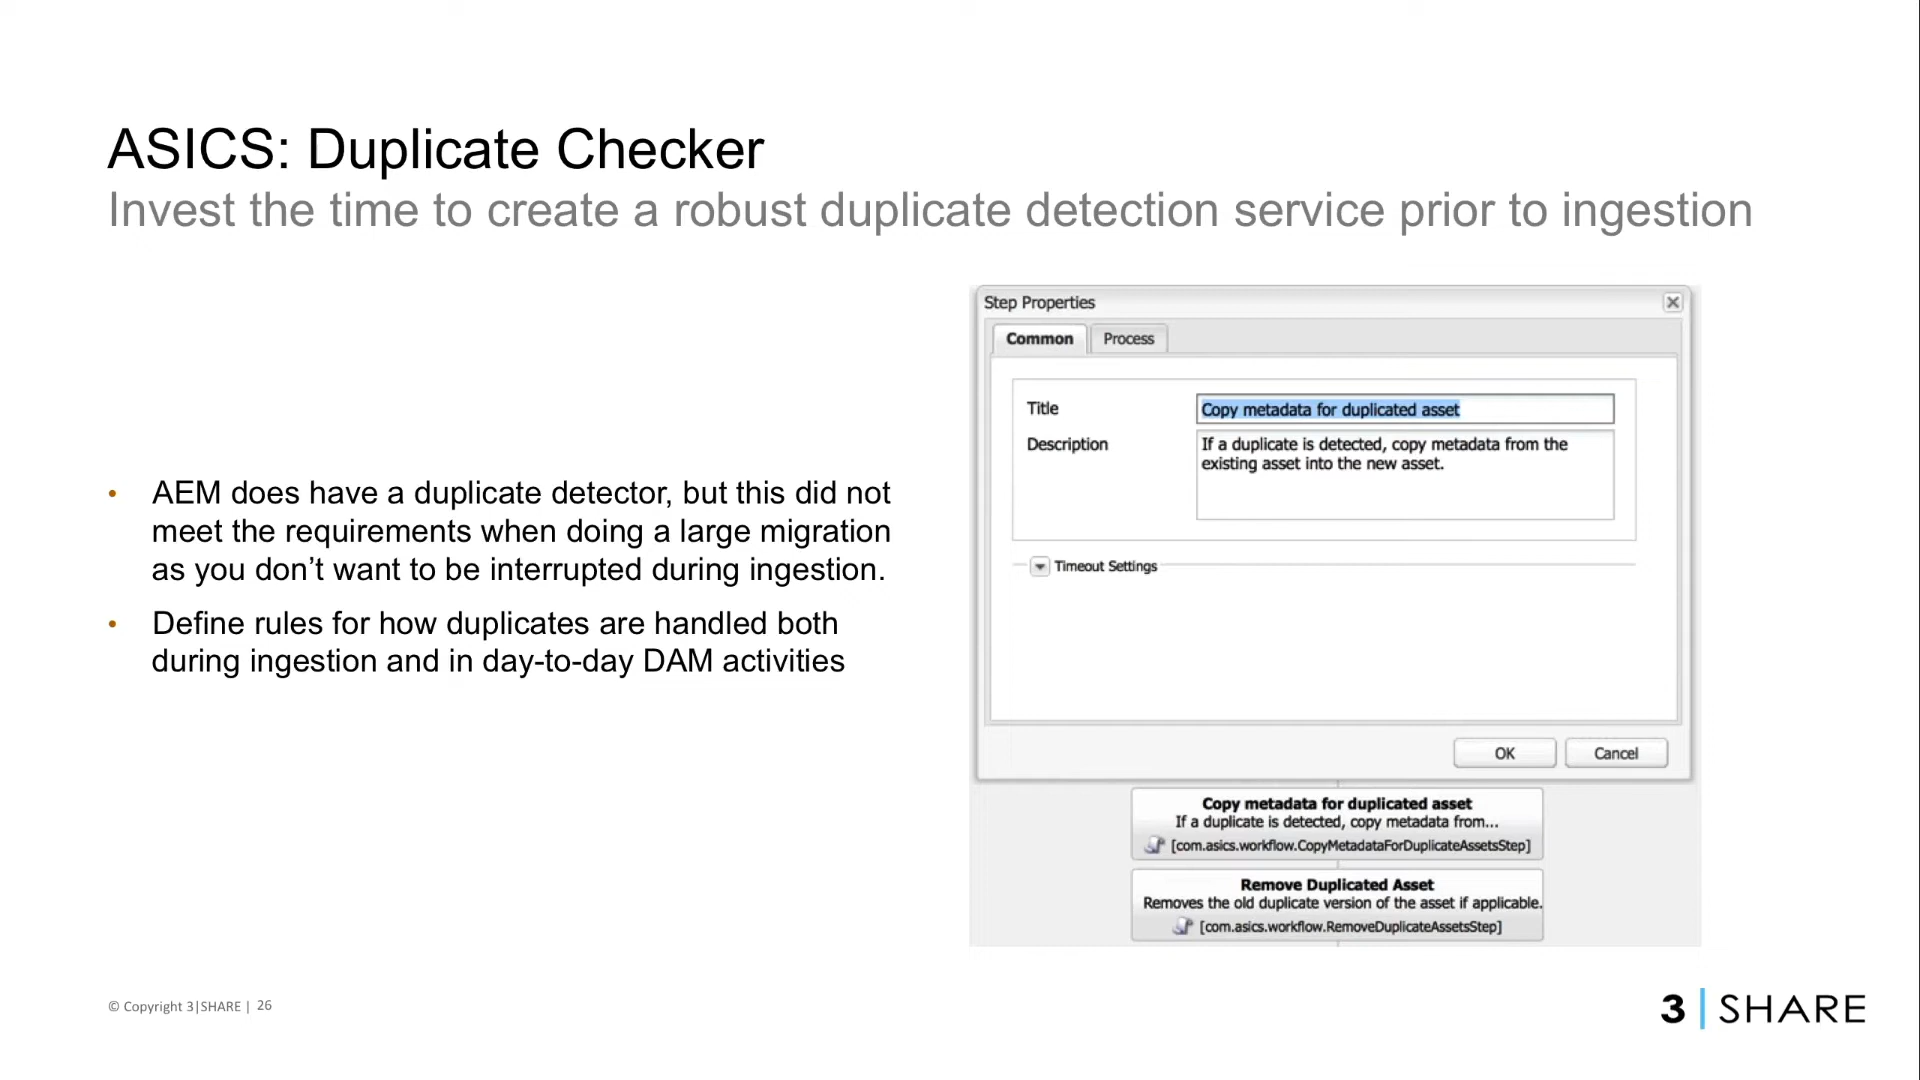 ASICS: Duplicate Checker
Invest the time to create a robust duplicate detection service prior to ingestion
• AEM does have a duplicate detector, but this did not
meet the requirements when doing a large migration
as you don’t want to be interrupted during ingestion.
• Define rules for how duplicates are handled both
during ingestion and in day-to-day DAM activities
Step Properties
Common Process
Title Copy metadata for duplicated asset
Description If a duplicate is detected, copy metadata from the
existing asset into the new asset.
Timeout Settings
OK Cancel
Copy metadata for duplicated asset
If a duplicate is detected, copy metadata from...
[com.asics.workflow.CopyMetadataForDuplicateAssetsStep]
Remove Duplicated Asset
Removes the old duplicate version of the asset if applicable.
[com.asics.workflow.RemoveDuplicateAssetsStep]
© Copyright 3|SHARE | 26
3 | SHARE